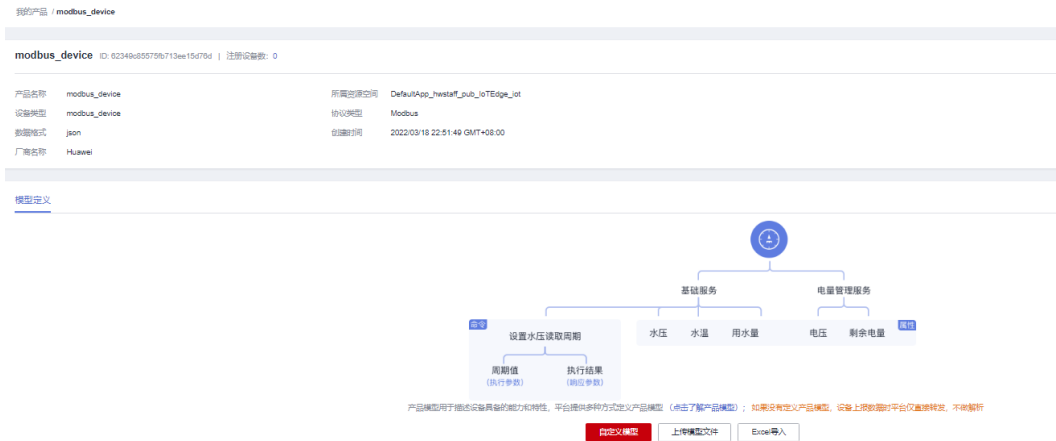 我的产品 / modbus_device
modbus_device ID: 62349c85575fb713ee15d76d | 注册设备数: 0
产品名称 modbus_device 所属资源空间 DefaultApp_hwstaff_pub_IoTEdge_iot
设备类型 modbus_device 协议类型 Modbus
数据格式 json 创建时间 2022/03/18 22:51:49 GMT+08:00
厂商名称 Huawei
模型定义
基础服务 电量管理服务
命令 设置水压读取周期 水压 水温 用水量 电压 剩余电量 属性
周期值 执行结果
(执行参数) (响应参数)
产品模型用于描述设备具备的能力和特性，平台提供多种方式定义产品模型（点击了解产品模型）；如果没有定义产品模型，设备上报数据时平台仅直接转发，不做解析
自定义模型 上传模型文件 Excel导入